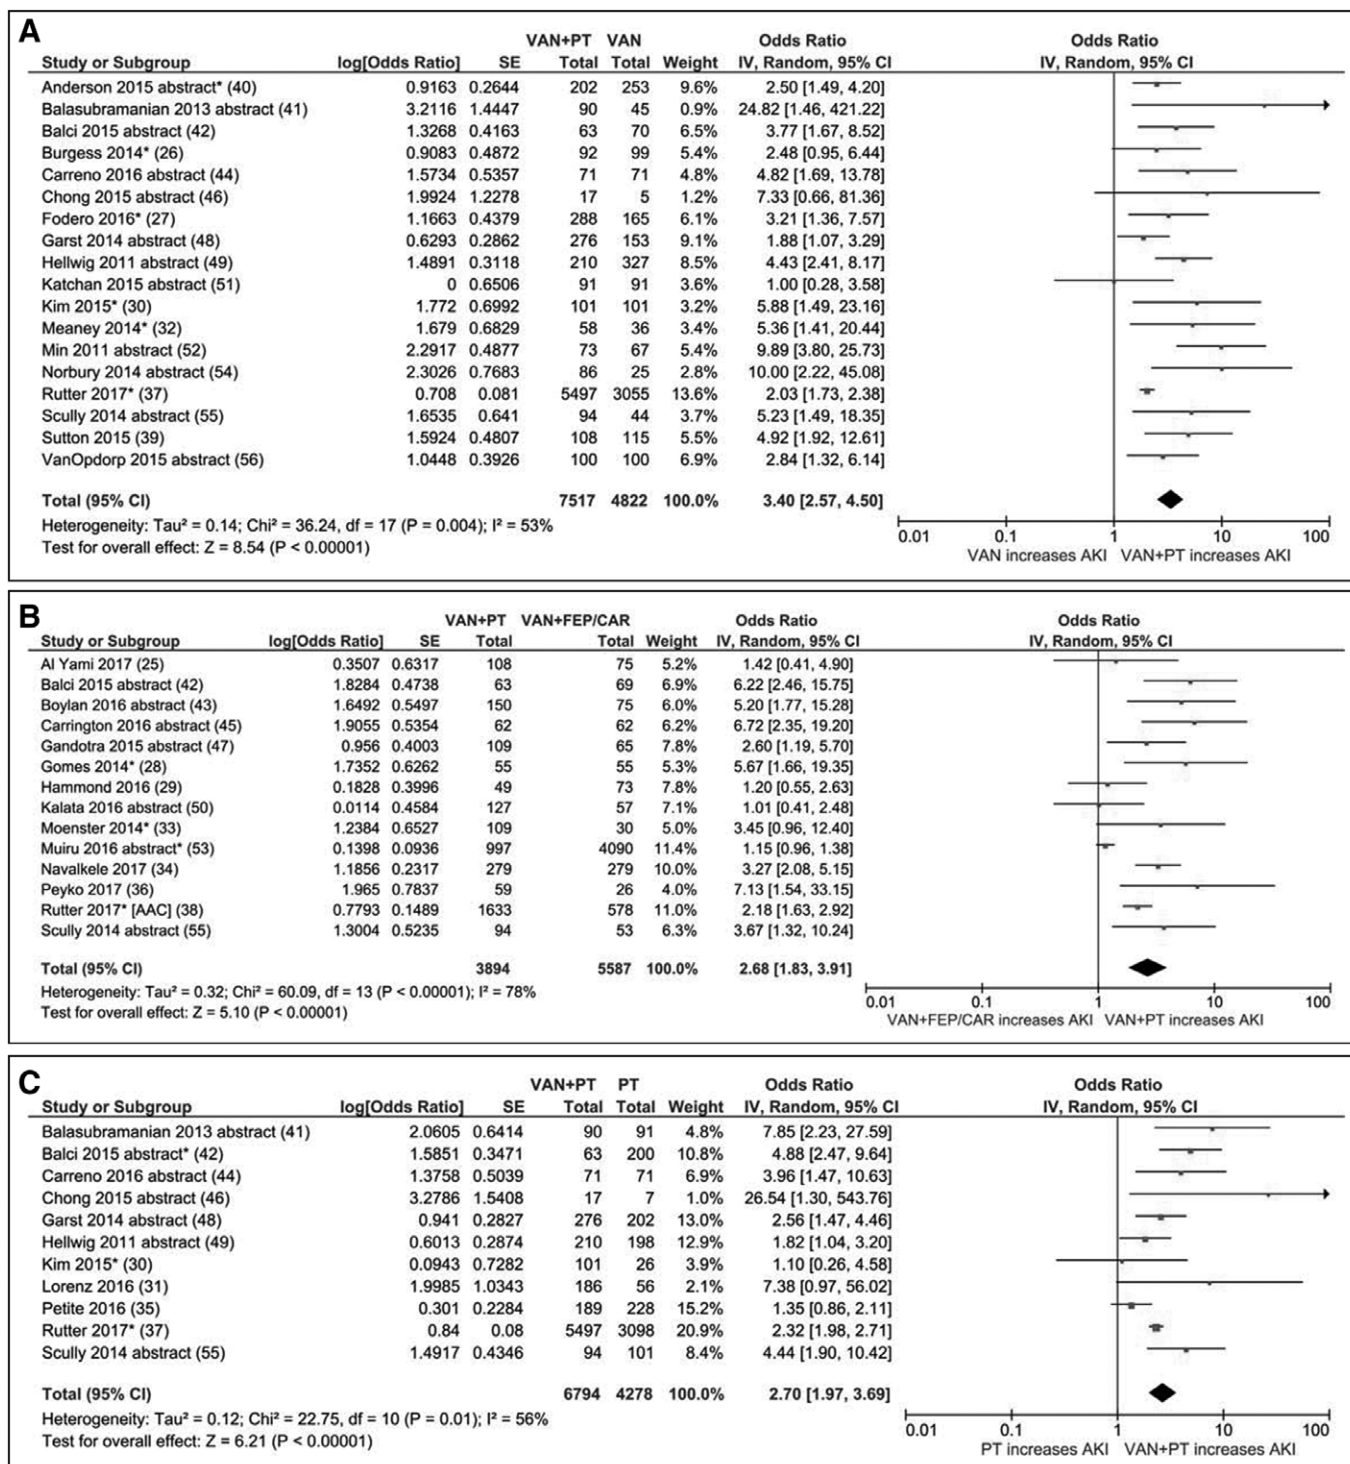 A
VAN+PT VAN Odds Ratio Odds Ratio
Study or Subgroup log[Odds Ratio] SE Total Total Weight IV, Random, 95% CI IV, Random, 95% CI
Anderson 2015 abstract* (40) 0.9163 0.2644 202 253 9.6% 2.50 [1.49, 4.20]
Balasubramanian 2013 abstract (41) 3.2116 1.4447 90 45 0.9% 24.82 [1.46, 421.22]
Balci 2015 abstract (42) 1.3268 0.4163 63 70 6.5% 3.77 [1.67, 8.52]
Burgess 2014* (26) 0.9083 0.4872 92 99 5.4% 2.48 [0.95, 6.44]
Carreno 2016 abstract (44) 1.5734 0.5357 71 71 4.8% 4.82 [1.69, 13.78]
Chong 2015 abstract (46) 1.9924 1.2278 17 5 1.2% 7.33 [0.66, 81.36]
Fodero 2016* (27) 1.1663 0.4379 288 165 6.1% 3.21 [1.36, 7.57]
Garst 2014 abstract (48) 0.6293 0.2862 276 153 9.1% 1.88 [1.07, 3.29]
Hellwig 2011 abstract (49) 1.4891 0.3118 210 327 8.5% 4.43 [2.41, 8.17]
Katchan 2015 abstract (51) 0 0.6506 91 91 3.6% 1.00 [0.28, 3.58]
Kim 2015* (30) 1.772 0.6992 101 101 3.2% 5.88 [1.49, 23.16]
Meaney 2014* (32) 1.679 0.6829 58 36 3.4% 5.36 [1.41, 20.44]
Min 2011 abstract (52) 2.2917 0.4877 73 67 5.4% 9.89 [3.80, 25.73]
Norbury 2014 abstract (54) 2.3026 0.7683 86 25 2.8% 10.00 [2.22, 45.08]
Rutter 2017* (37) 0.708 0.081 5497 3055 13.6% 2.03 [1.73, 2.38]
Scully 2014 abstract (55) 1.6535 0.641 94 44 3.7% 5.23 [1.49, 18.35]
Sutton 2015 (39) 1.5924 0.4807 108 115 5.5% 4.92 [1.92, 12.61]
VanOpdorp 2015 abstract (56) 1.0448 0.3926 100 100 6.9% 2.84 [1.32, 6.14]
Total (95% CI) 7517 4822 100.0% 3.40 [2.57, 4.50]
Heterogeneity: Tau² = 0.14; Chi² = 36.24, df = 17 (P = 0.004); I² = 53%
Test for overall effect: Z = 8.54 (P < 0.00001)
0.01 0.1 1 10 100
VAN increases AKI VAN+PT increases AKI
B
VAN+PT VAN+FEP/CAR Odds Ratio Odds Ratio
Study or Subgroup log[Odds Ratio] SE Total Total Weight IV, Random, 95% CI IV, Random, 95% CI
Al Yami 2017 (25) 0.3507 0.6317 108 75 5.2% 1.42 [0.41, 4.90]
Balci 2015 abstract (42) 1.8284 0.4738 63 69 6.9% 6.22 [2.46, 15.75]
Boylan 2016 abstract (43) 1.6492 0.5497 150 75 6.0% 5.20 [1.77, 15.28]
Carrington 2016 abstract (45) 1.9055 0.5354 62 62 6.2% 6.72 [2.35, 19.20]
Gandotra 2015 abstract (47) 0.956 0.4003 109 65 7.8% 2.60 [1.19, 5.70]
Gomes 2014* (28) 1.7352 0.6262 55 55 5.3% 5.67 [1.66, 19.35]
Hammond 2016 (29) 0.1828 0.3996 49 73 7.8% 1.20 [0.55, 2.63]
Kalata 2016 abstract (50) 0.0114 0.4584 127 57 7.1% 1.01 [0.41, 2.48]
Moenster 2014* (33) 1.2384 0.6527 109 30 5.0% 3.45 [0.96, 12.40]
Muiru 2016 abstract* (53) 0.1398 0.0936 997 4090 11.4% 1.15 [0.96, 1.38]
Navalkele 2017 (34) 1.1856 0.2317 279 279 10.0% 3.27 [2.08, 5.15]
Peyko 2017 (36) 1.965 0.7837 59 26 4.0% 7.13 [1.54, 33.15]
Rutter 2017* [AAC] (38) 0.7793 0.1489 1633 578 11.0% 2.18 [1.63, 2.92]
Scully 2014 abstract (55) 1.3004 0.5235 94 53 6.3% 3.67 [1.32, 10.24]
Total (95% CI) 3894 5587 100.0% 2.68 [1.83, 3.91]
Heterogeneity: Tau² = 0.32; Chi² = 60.09, df = 13 (P < 0.00001); I² = 78%
Test for overall effect: Z = 5.10 (P < 0.00001)
0.01 0.1 1 10 100
VAN+FEP/CAR increases AKI VAN+PT increases AKI
C
VAN+PT PT Odds Ratio Odds Ratio
Study or Subgroup log[Odds Ratio] SE Total Total Weight IV, Random, 95% CI IV, Random, 95% CI
Balasubramanian 2013 abstract (41) 2.0605 0.6414 90 91 4.8% 7.85 [2.23, 27.59]
Balci 2015 abstract* (42) 1.5851 0.3471 63 200 10.8% 4.88 [2.47, 9.64]
Carreno 2016 abstract (44) 1.3758 0.5039 71 71 6.9% 3.96 [1.47, 10.63]
Chong 2015 abstract (46) 3.2786 1.5408 17 7 1.0% 26.54 [1.30, 543.76]
Garst 2014 abstract (48) 0.941 0.2827 276 202 13.0% 2.56 [1.47, 4.46]
Hellwig 2011 abstract (49) 0.6013 0.2874 210 198 12.9% 1.82 [1.04, 3.20]
Kim 2015* (30) 0.0943 0.7282 101 26 3.9% 1.10 [0.26, 4.58]
Lorenz 2016 (31) 1.9985 1.0343 186 56 2.1% 7.38 [0.97, 56.02]
Petite 2016 (35) 0.301 0.2284 189 228 15.2% 1.35 [0.86, 2.11]
Rutter 2017* (37) 0.84 0.08 5497 3098 20.9% 2.32 [1.98, 2.71]
Scully 2014 abstract (55) 1.4917 0.4346 94 101 8.4% 4.44 [1.90, 10.42]
Total (95% CI) 6794 4278 100.0% 2.70 [1.97, 3.69]
Heterogeneity: Tau² = 0.12; Chi² = 22.75, df = 10 (P = 0.01); I² = 56%
Test for overall effect: Z = 6.21 (P < 0.00001)
0.01 0.1 1 10 100
PT increases AKI VAN+PT increases AKI